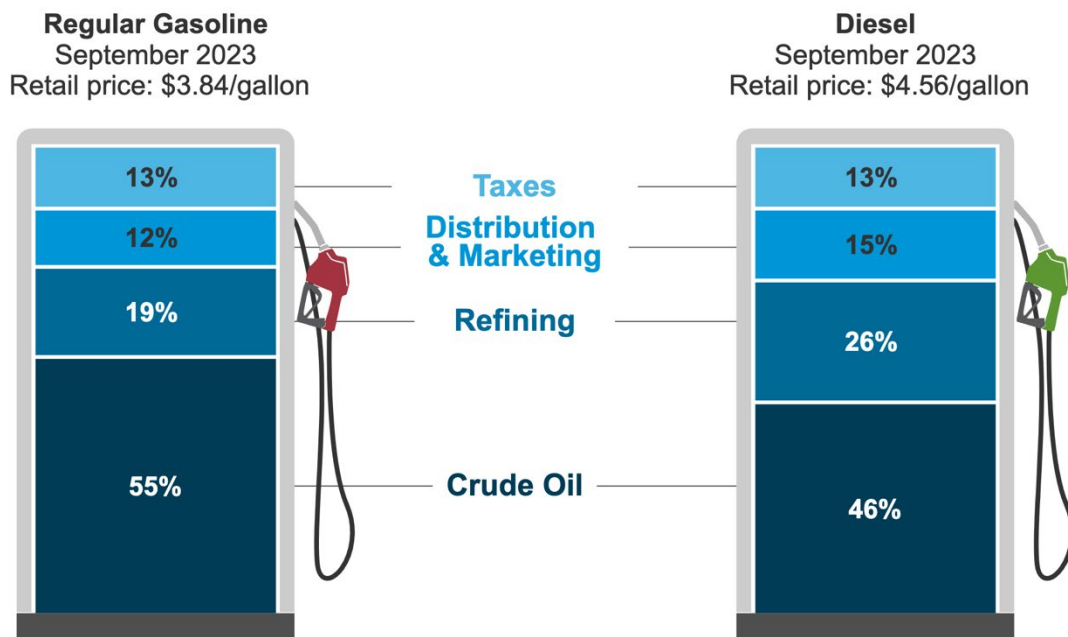 Regular Gasoline
September 2023
Retail price: $3.84/gallon
13%
12%
19%
55%
Taxes
Distribution
& Marketing
Refining
Crude Oil
Diesel
September 2023
Retail price: $4.56/gallon
13%
15%
26%
46%